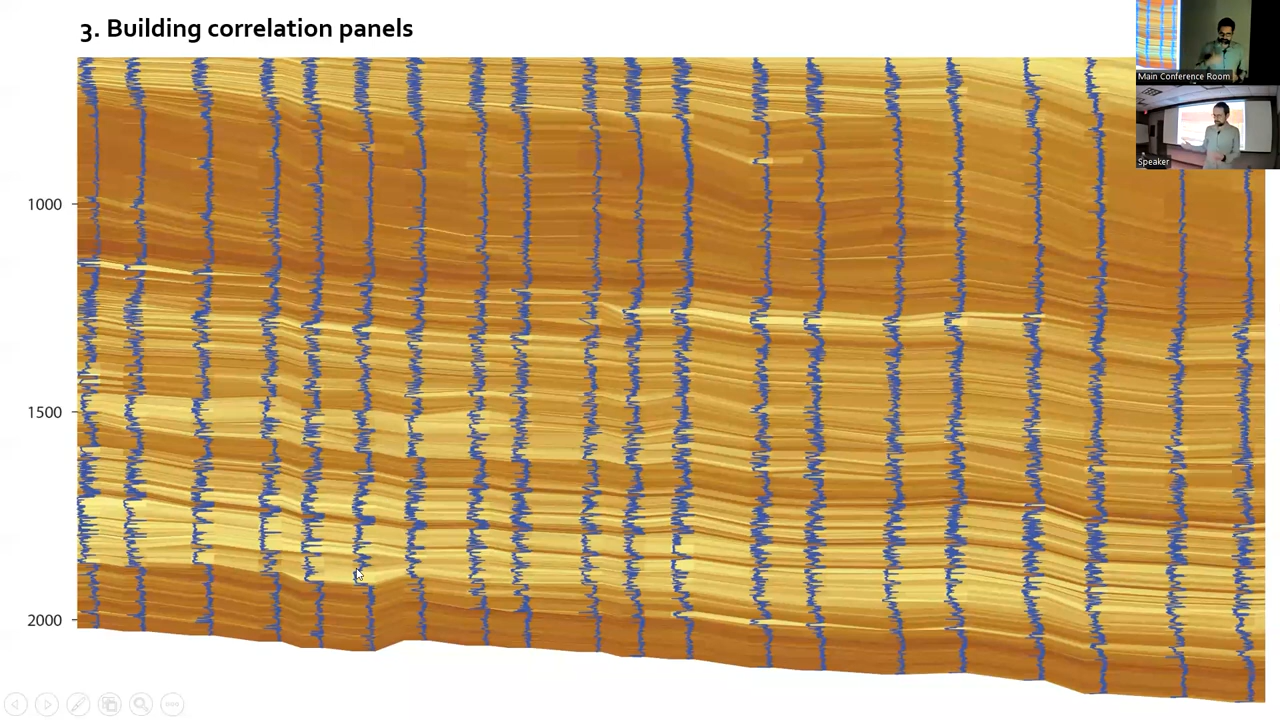 3. Building correlation panels
Main Conference Room
Speaker
1000
1500
2000